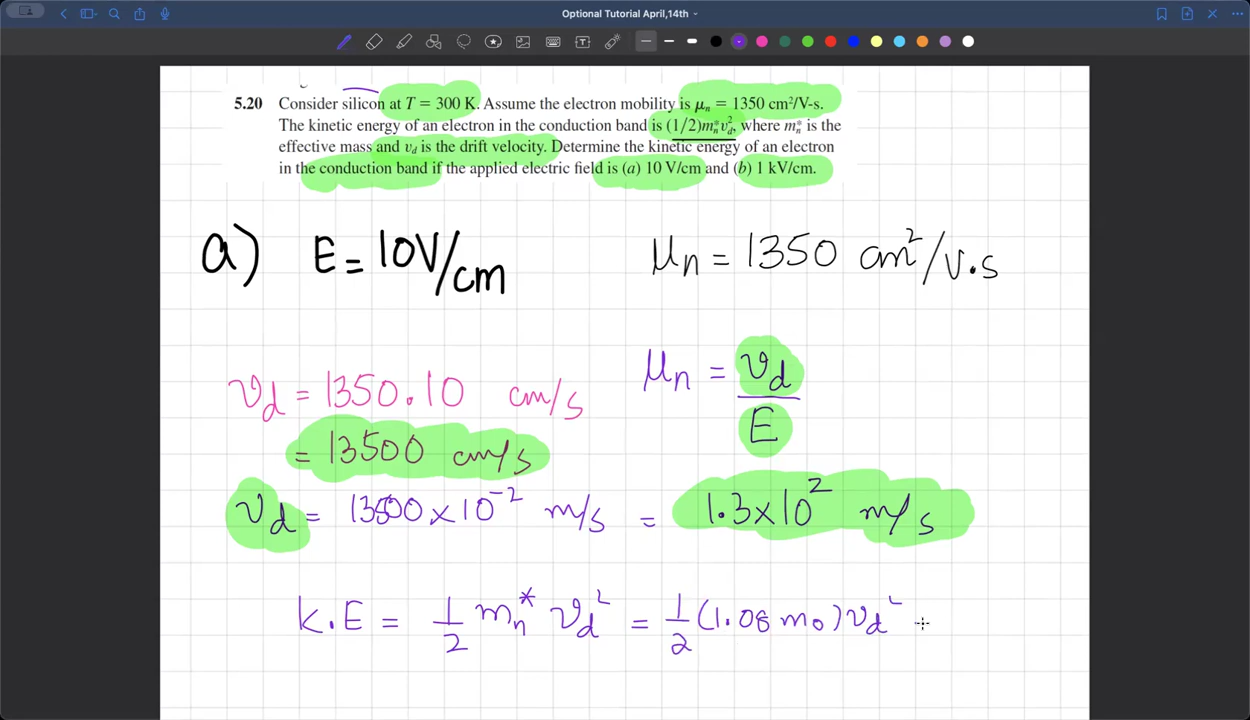 Optional Tutorial April,14th
5.20 Consider silicon at T = 300 K. Assume the electron mobility is μn = 1350 cm²/V-s.
The kinetic energy of an electron in the conduction band is (1/2)m*n v²d, where m*n is the
effective mass and vd is the drift velocity. Determine the kinetic energy of an electron
in the conduction band if the applied electric field is (a) 10 V/cm and (b) 1 kV/cm.
a) E = 10V/cm μn = 1350 cm²/V.s
μn = vd/E
vd = 1350.10 cm/s
= 13500 cm/s
vd = 13500 × 10⁻² m/s = 1.3×10² m/s
K.E = 1/2 mn* vd² = 1/2 (1.08 mo) vd²